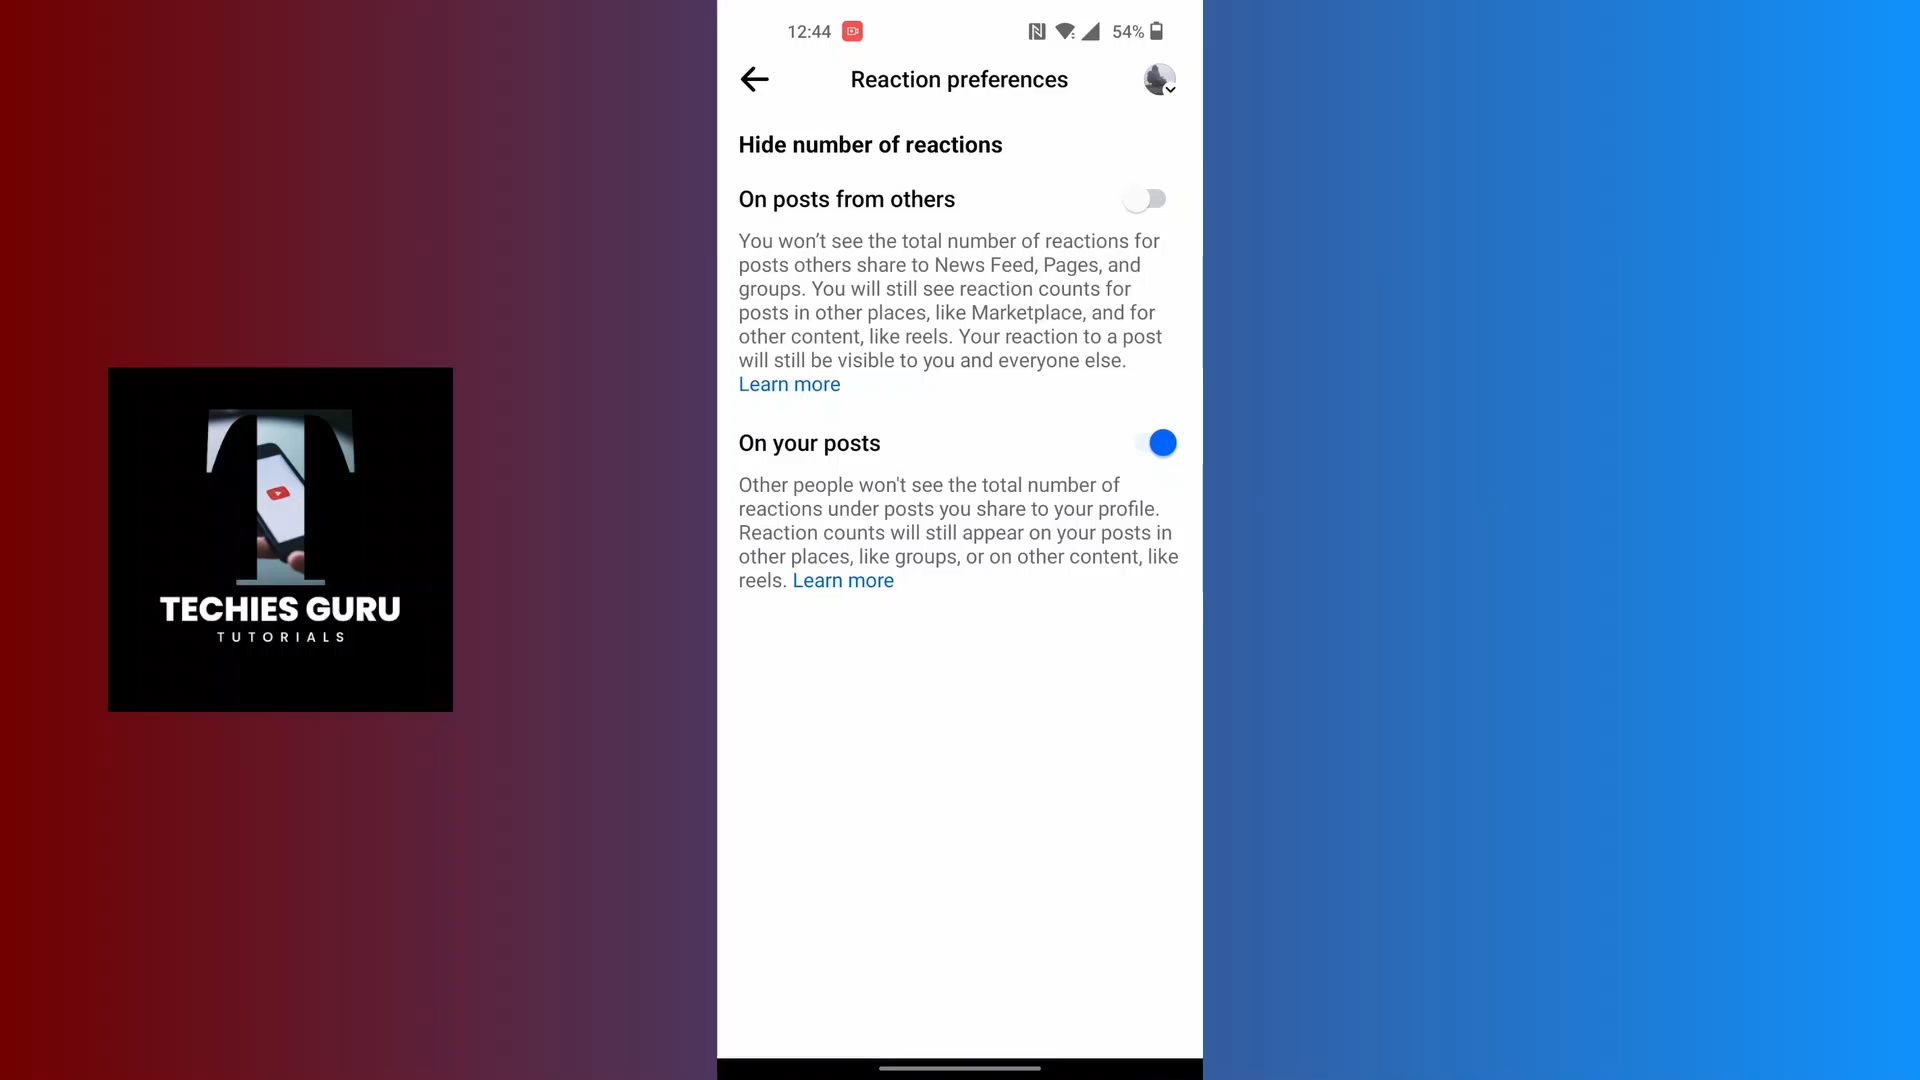 12:44
54%
Reaction preferences
Hide number of reactions
On posts from others
You won’t see the total number of reactions for
posts others share to News Feed, Pages, and
groups. You will still see reaction counts for
posts in other places, like Marketplace, and for
other content, like reels. Your reaction to a post
will still be visible to you and everyone else.
Learn more
On your posts
Other people won't see the total number of
reactions under posts you share to your profile.
Reaction counts will still appear on your posts in
other places, like groups, or on other content, like
reels. Learn more
T
TECHIES GURU
TUTORIALS